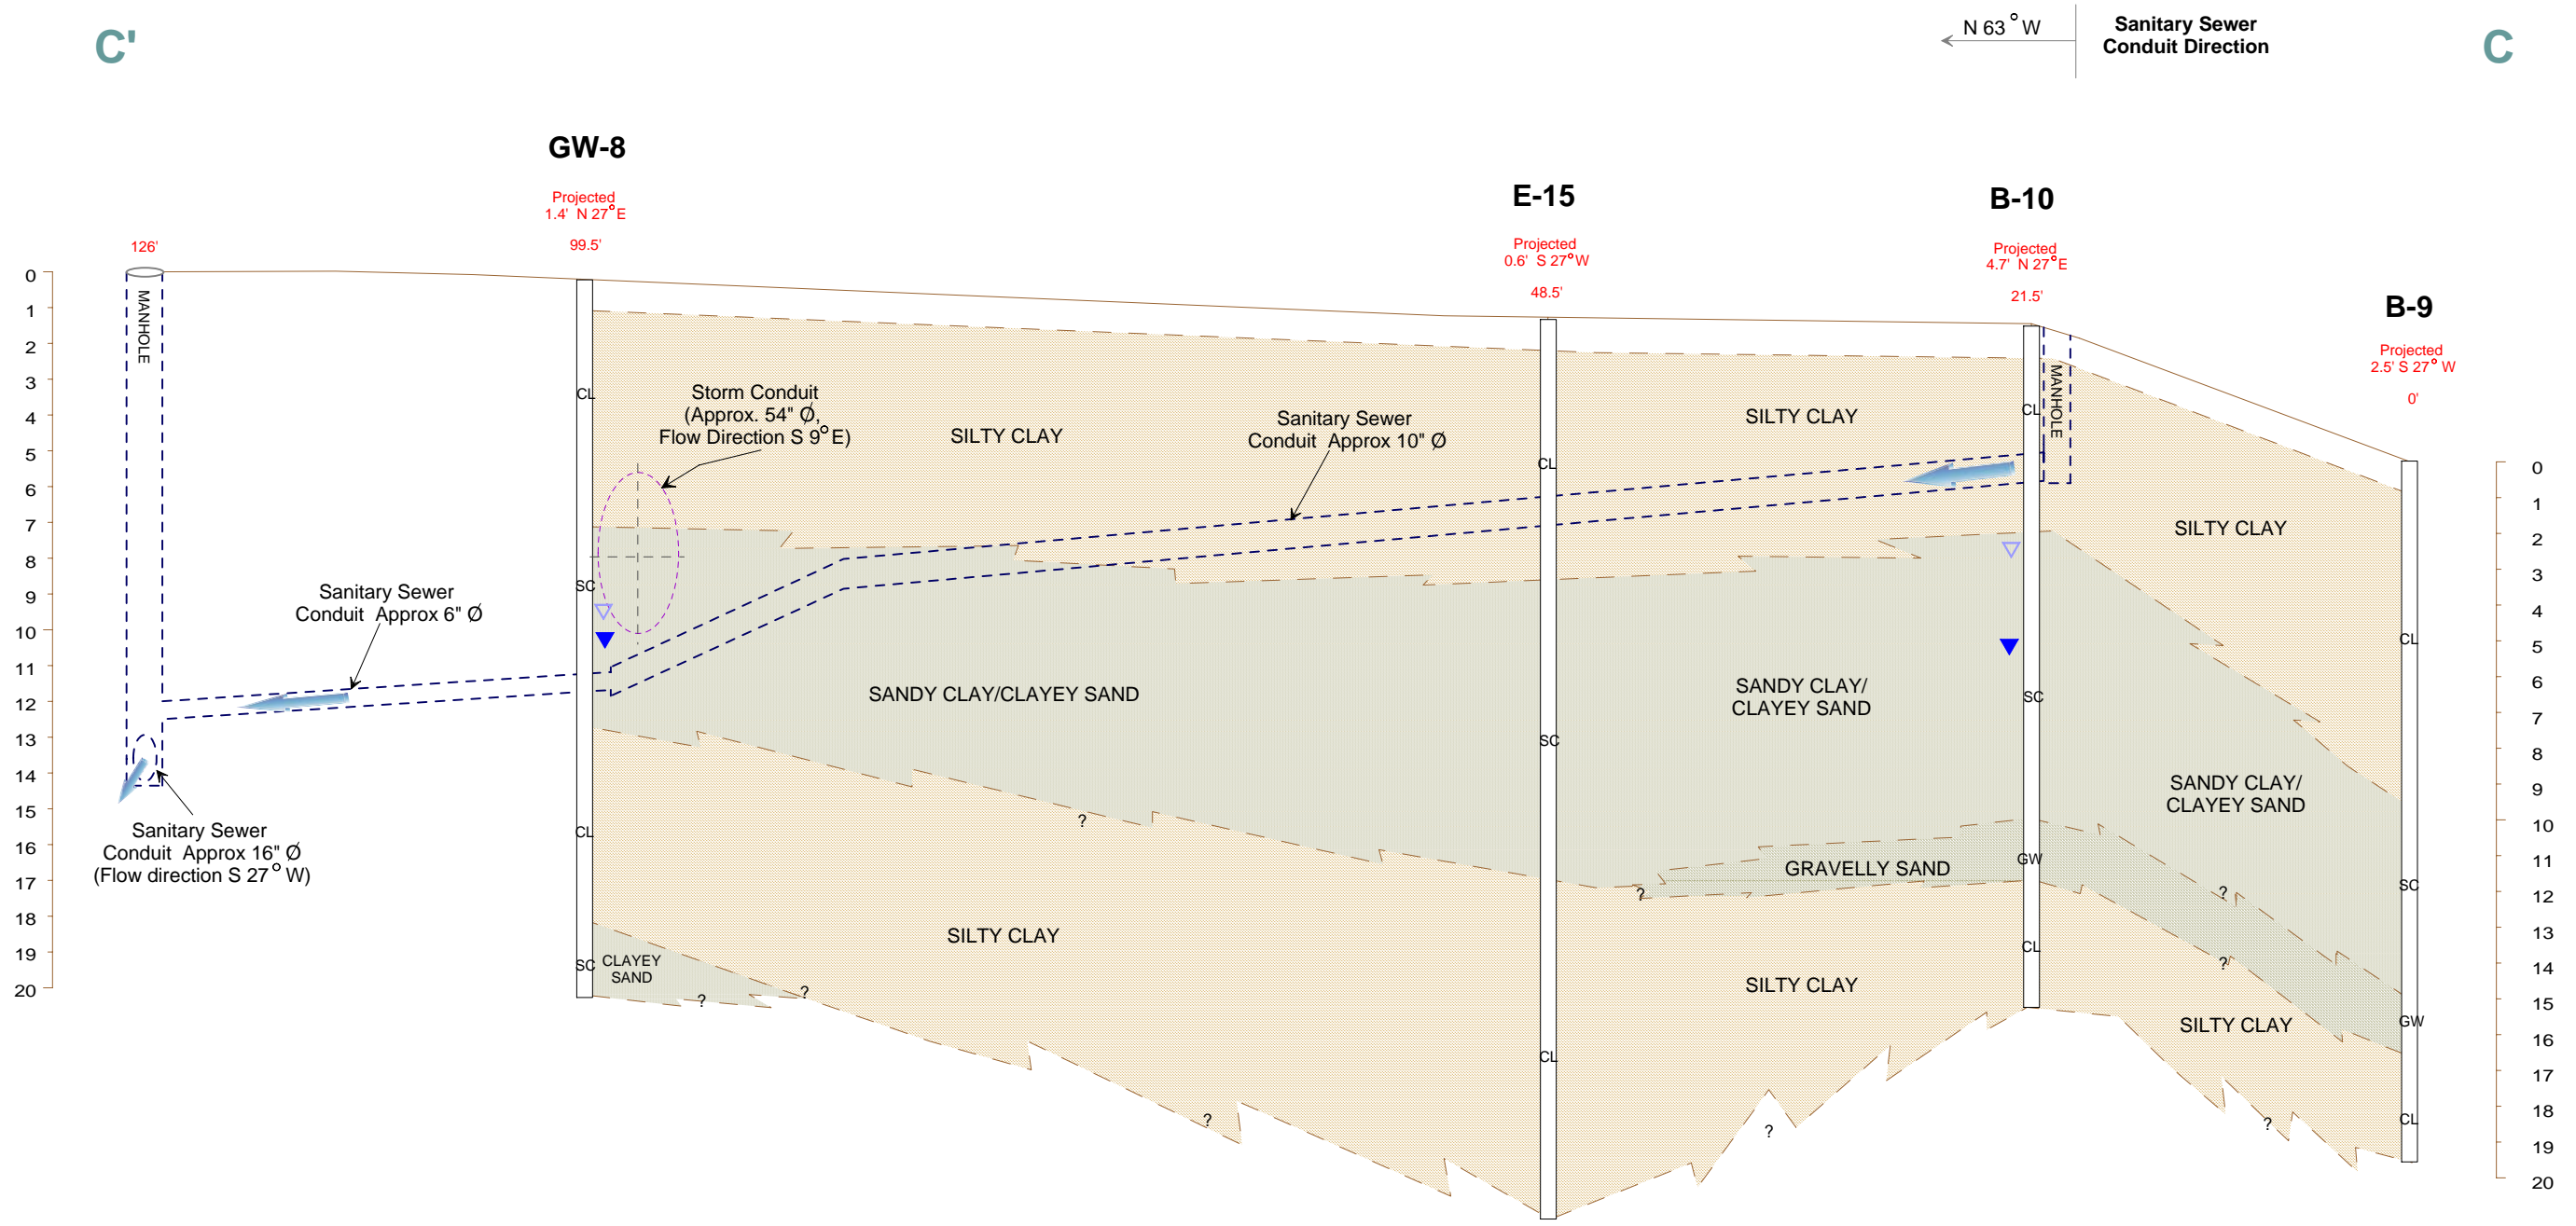 C'
N 63° W
Sanitary Sewer
Conduit Direction
C
GW-8
Projected
1.4' N 27°E
99.5'
E-15
Projected
0.6' S 27°W
48.5'
B-10
Projected
4.7' N 27°E
21.5'
B-9
Projected
2.5' S 27° W
0'
126'
MANHOLE
0
1
2
3
4
5
6
7
8
9
10
11
12
13
14
15
16
17
18
19
20
Storm Conduit
(Approx. 54" Ø,
Flow Direction S 9°E)
Sanitary Sewer
Conduit Approx 10" Ø
Sanitary Sewer
Conduit Approx 6" Ø
Sanitary Sewer
Conduit Approx 16" Ø
(Flow direction S 27° W)
CL
SC
CL
SC
SILTY CLAY
SANDY CLAY/CLAYEY SAND
?
SILTY CLAY
CLAYEY
SAND
?
?
?
CL
SC
CL
SILTY CLAY
SANDY CLAY/
CLAYEY SAND
GRAVELLY SAND
?
SILTY CLAY
?
CL
SC
GW
CL
MANHOLE
SILTY CLAY
SANDY CLAY/
CLAYEY SAND
?
?
SILTY CLAY
?
CL
SC
GW
CL
0
1
2
3
4
5
6
7
8
9
10
11
12
13
14
15
16
17
18
19
20